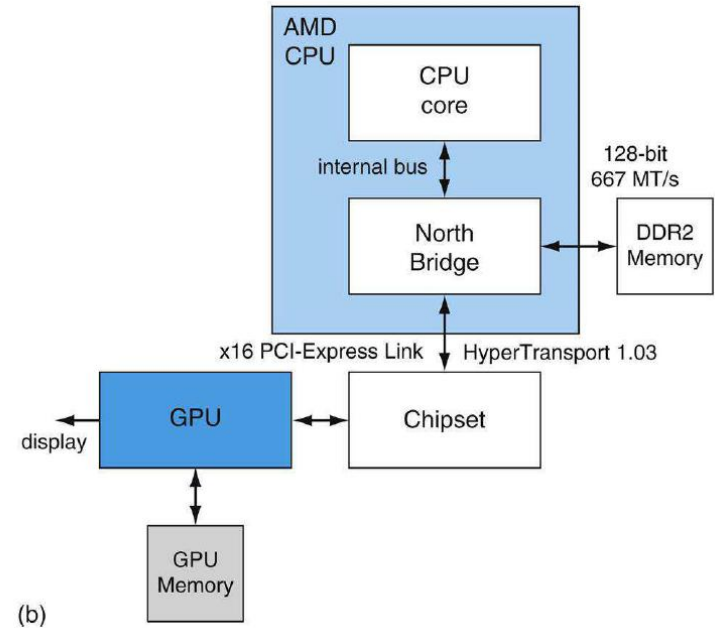 AMD
CPU
CPU
core
internal bus
128-bit
667 MT/s
North
Bridge
DDR2
Memory
x16 PCI-Express Link
HyperTransport 1.03
GPU
Chipset
display
GPU
Memory
(b)